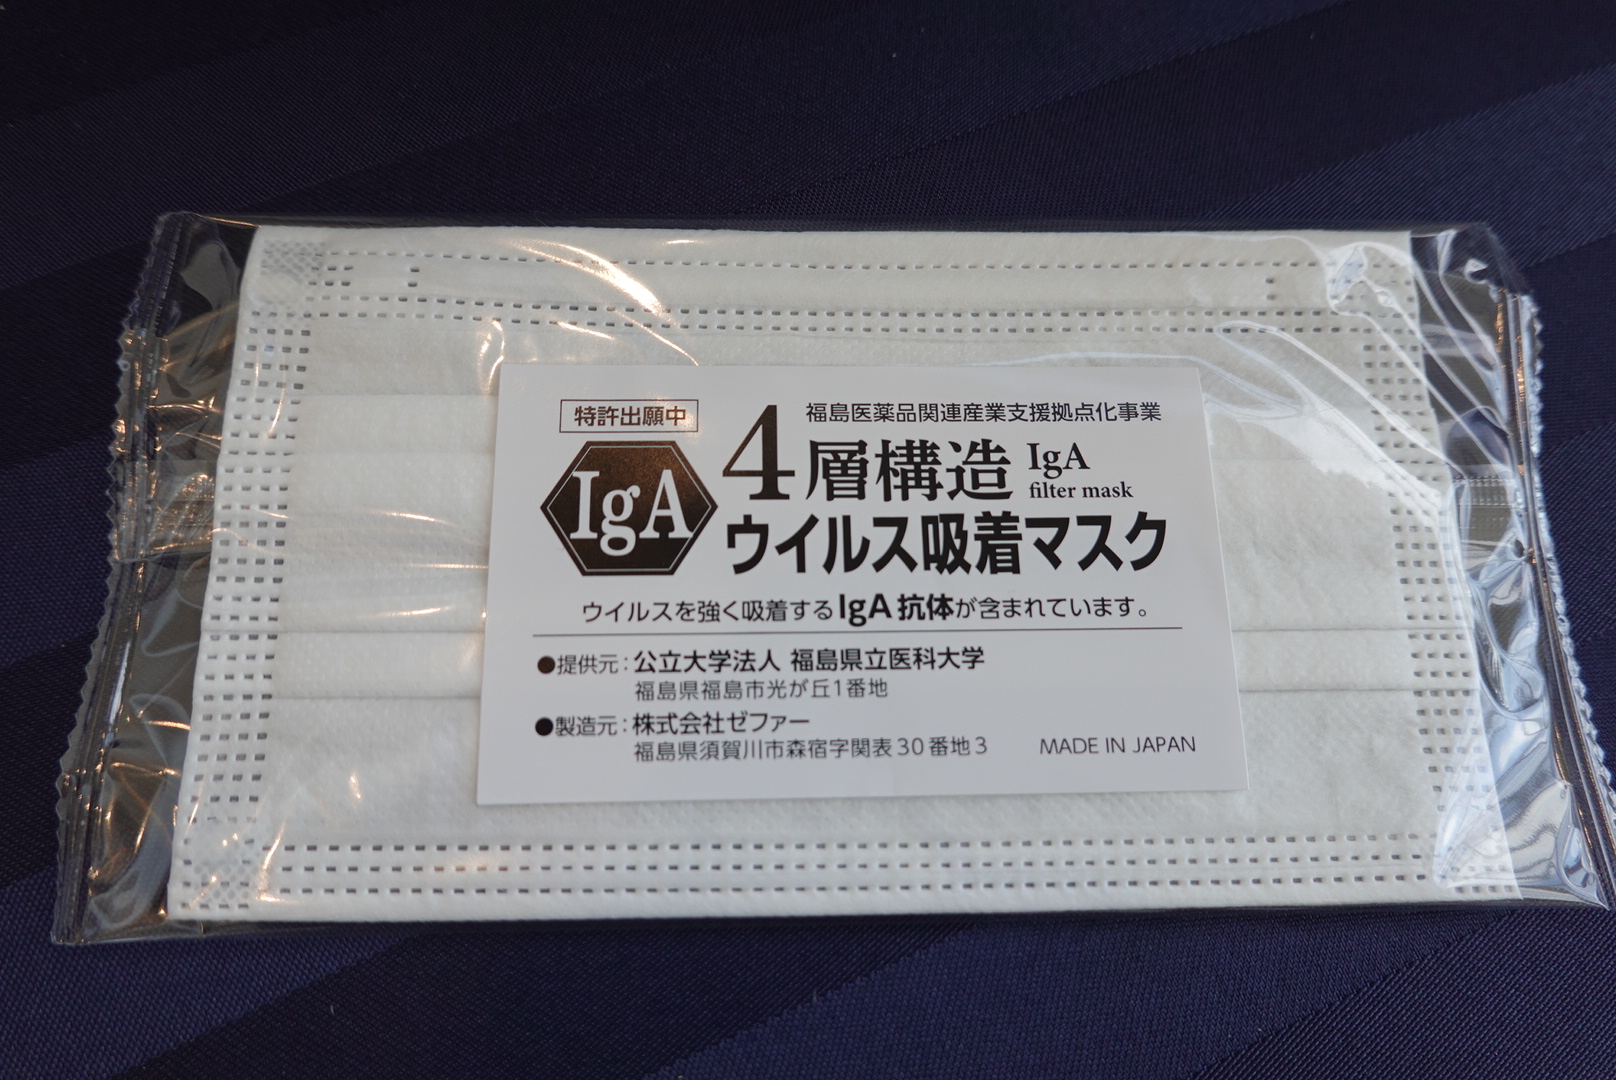 特許出願中
福島医薬品関連産業支援拠点化事業
IgA
4層構造 IgA filter mask
ウイルス吸着マスク
ウイルスを強く吸着するIgA抗体が含まれています。
●提供元：公立大学法人 福島県立医科大学
福島県福島市光が丘1番地
●製造元：株式会社ゼファー
福島県須賀川市森宿字関表30番地3 MADE IN JAPAN